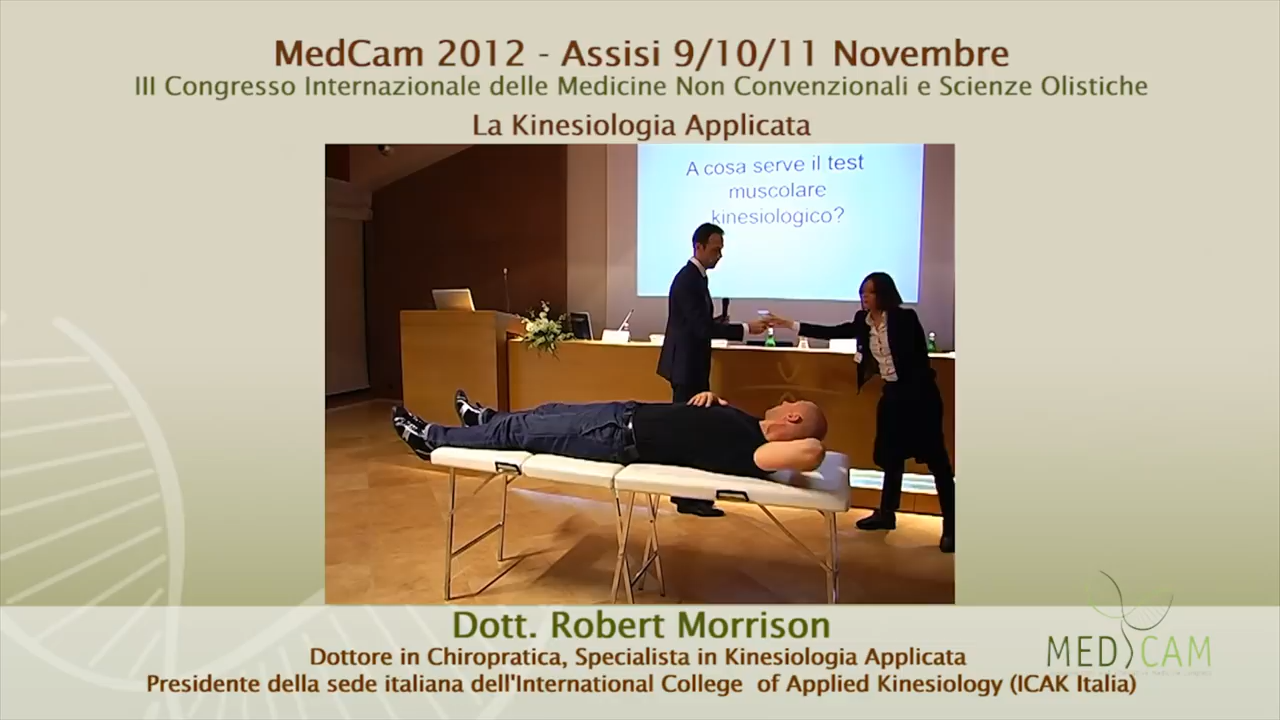 MedCam 2012 - Assisi 9/10/11 Novembre
III Congresso Internazionale delle Medicine Non Convenzionali e Scienze Olistiche
La Kinesiologia Applicata
A cosa serve il test
muscolare
kinesiologico?
Dott. Robert Morrison
Dottore in Chiropratica, Specialista in Kinesiologia Applicata
Presidente della sede italiana dell'International College of Applied Kinesiology (ICAK Italia)
MEDCAM